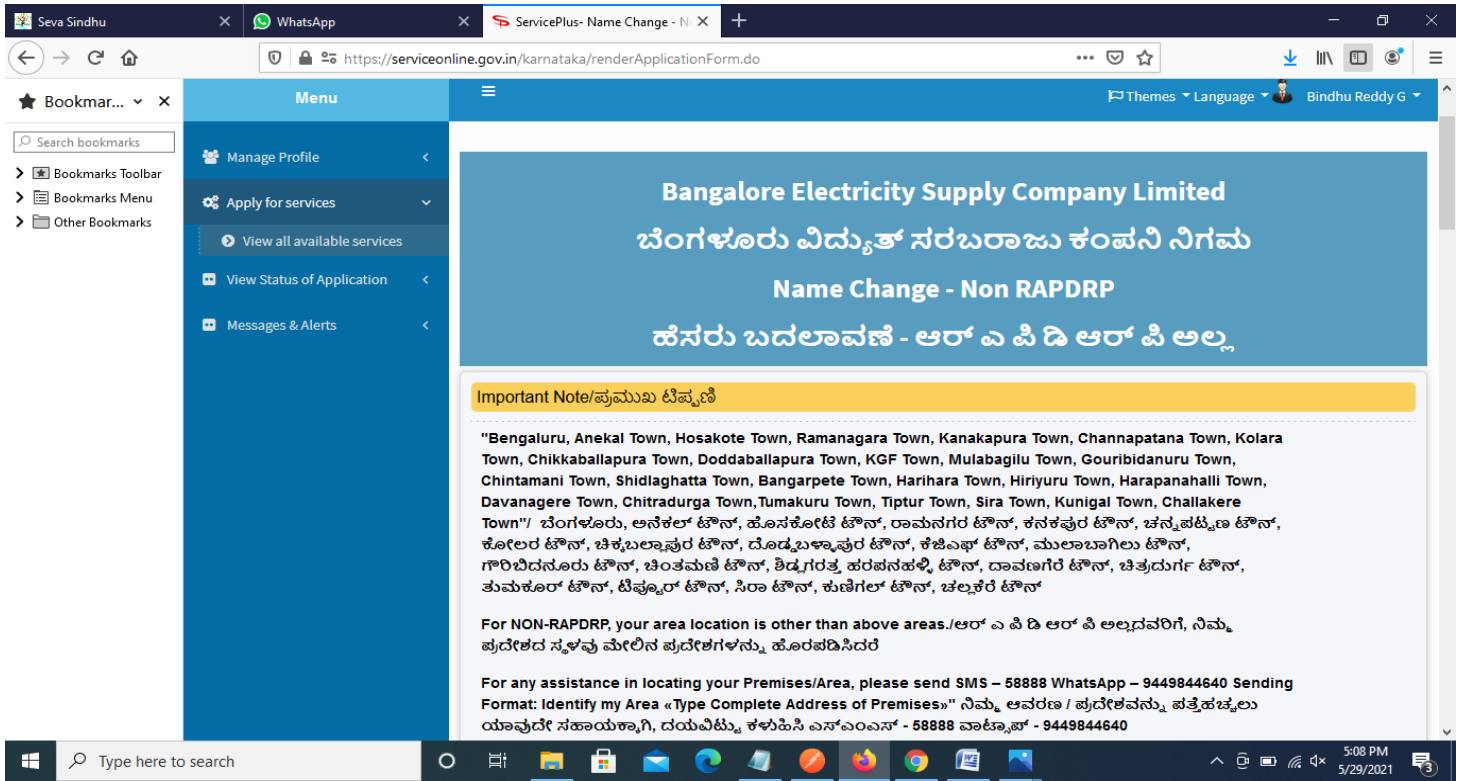 Seva Sindhu
WhatsApp
ServicePlus- Name Change - N
https://serviceonline.gov.in/karnataka/renderApplicationForm.do
Bookmar...
Menu
Themes Language Bindhu Reddy G
Search bookmarks
Bookmarks Toolbar
Bookmarks Menu
Other Bookmarks
Manage Profile
Apply for services
View all available services
View Status of Application
Messages & Alerts
Bangalore Electricity Supply Company Limited
ಬೆಂಗಳೂರು ವಿದ್ಯುತ್ ಸರಬರಾಜು ಕಂಪನಿ ನಿಗಮ
Name Change - Non RAPDRP
ಹೆಸರು ಬದಲಾವಣೆ - ಆರ್ ಎ ಪಿ ಡಿ ಆರ್ ಪಿ ಅಲ್ಲ
Important Note/ಪ್ರಮುಖ ಟಿಪ್ಪಣಿ
"Bengaluru, Anekal Town, Hosakote Town, Ramanagara Town, Kanakapura Town, Channapatana Town, Kolara
Town, Chikkaballapura Town, Doddaballapura Town, KGF Town, Mulabagilu Town, Gouribidanuru Town,
Chintamani Town, Shidlaghatta Town, Bangarpete Town, Harihara Town, Hiriyuru Town, Harapanahalli Town,
Davanagere Town, Chitradurga Town,Tumakuru Town, Tiptur Town, Sira Town, Kunigal Town, Challakere
Town"/ ಬೆಂಗಳೂರು, ಅನೆಕಲ್ ಟೌನ್, ಹೊಸಕೋಟೆ ಟೌನ್, ರಾಮನಗರ ಟೌನ್, ಕನಕಪುರ ಟೌನ್, ಚನ್ನಪಟ್ಟಣ ಟೌನ್,
ಕೋಲರ ಟೌನ್, ಚಿಕ್ಕಬಲ್ಲಾಪುರ ಟೌನ್, ದೊಡ್ಡಬಳ್ಳಾಪುರ ಟೌನ್, ಕೆಜಿಎಫ್ ಟೌನ್, ಮುಲಾಬಾಗಿಲು ಟೌನ್,
ಗೌರಿಬಿದನೂರು ಟೌನ್, ಚಿಂತಮಣಿ ಟೌನ್, ಶಿಡ್ಲಗರತ್ತ ಹರಪನಹಳ್ಳಿ ಟೌನ್, ದಾವಣಗೆರೆ ಟೌನ್, ಚಿತ್ರದುರ್ಗ ಟೌನ್,
ತುಮಕೂರ್ ಟೌನ್, ಟಿಪ್ಟೂರ್ ಟೌನ್, ಸಿರಾ ಟೌನ್, ಕುಣಿಗಲ್ ಟೌನ್, ಚಲ್ಲಕೆರೆ ಟೌನ್
For NON-RAPDRP, your area location is other than above areas./ಆರ್ ಎ ಪಿ ಡಿ ಆರ್ ಪಿ ಅಲ್ಲದವರಿಗೆ, ನಿಮ್ಮ
ಪ್ರದೇಶದ ಸ್ಥಳವು ಮೇಲಿನ ಪ್ರದೇಶಗಳನ್ನು ಹೊರಪಡಿಸಿದರೆ
For any assistance in locating your Premises/Area, please send SMS – 58888 WhatsApp – 9449844640 Sending
Format: Identify my Area «Type Complete Address of Premises»" ನಿಮ್ಮ ಆವರಣ / ಪ್ರದೇಶವನ್ನು ಪತ್ತೆಹಚ್ಚಲು
ಯಾವುದೇ ಸಹಾಯಕ್ಕಾಗಿ, ದಯವಿಟ್ಟು ಕಳುಹಿಸಿ ಎಸ್ಎಂಎಸ್ - 58888 ವಾಟ್ಸಾಪ್ - 9449844640
Type here to search
5:08 PM
5/29/2021
3